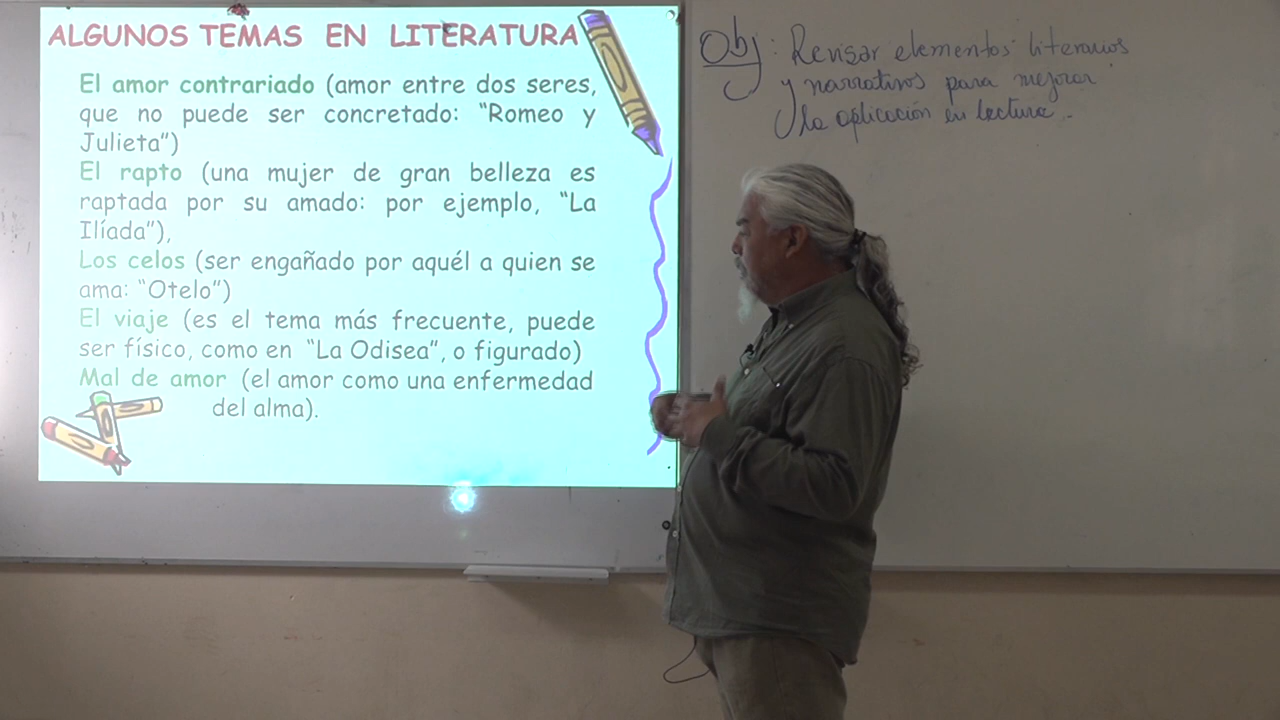 ALGUNOS TEMAS EN LITERATURA
El amor contrariado (amor entre dos seres,
que no puede ser concretado: “Romeo y
Julieta”)
El rapto (una mujer de gran belleza es
raptada por su amado: por ejemplo, “La
Ilíada”),
Los celos (ser engañado por aquél a quien se
ama: “Otelo”)
El viaje (es el tema más frecuente, puede
ser físico, como en “La Odisea”, o figurado)
Mal de amor (el amor como una enfermedad
del alma).
Obj: Revisar elementos literarios
y narrativos para mejorar
la aplicación en lectura.